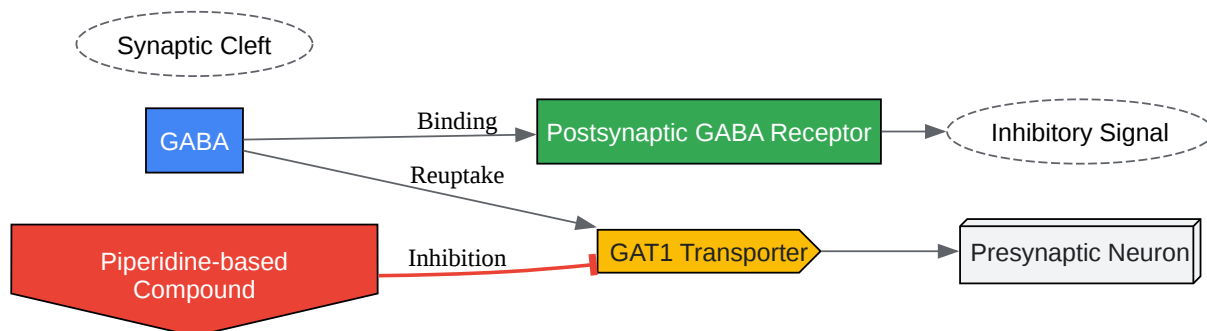 Synaptic Cleft
GABA
Binding
Postsynaptic GABA Receptor
Inhibitory Signal
Reuptake
Piperidine-based
Compound
Inhibition
GAT1 Transporter
Presynaptic Neuron